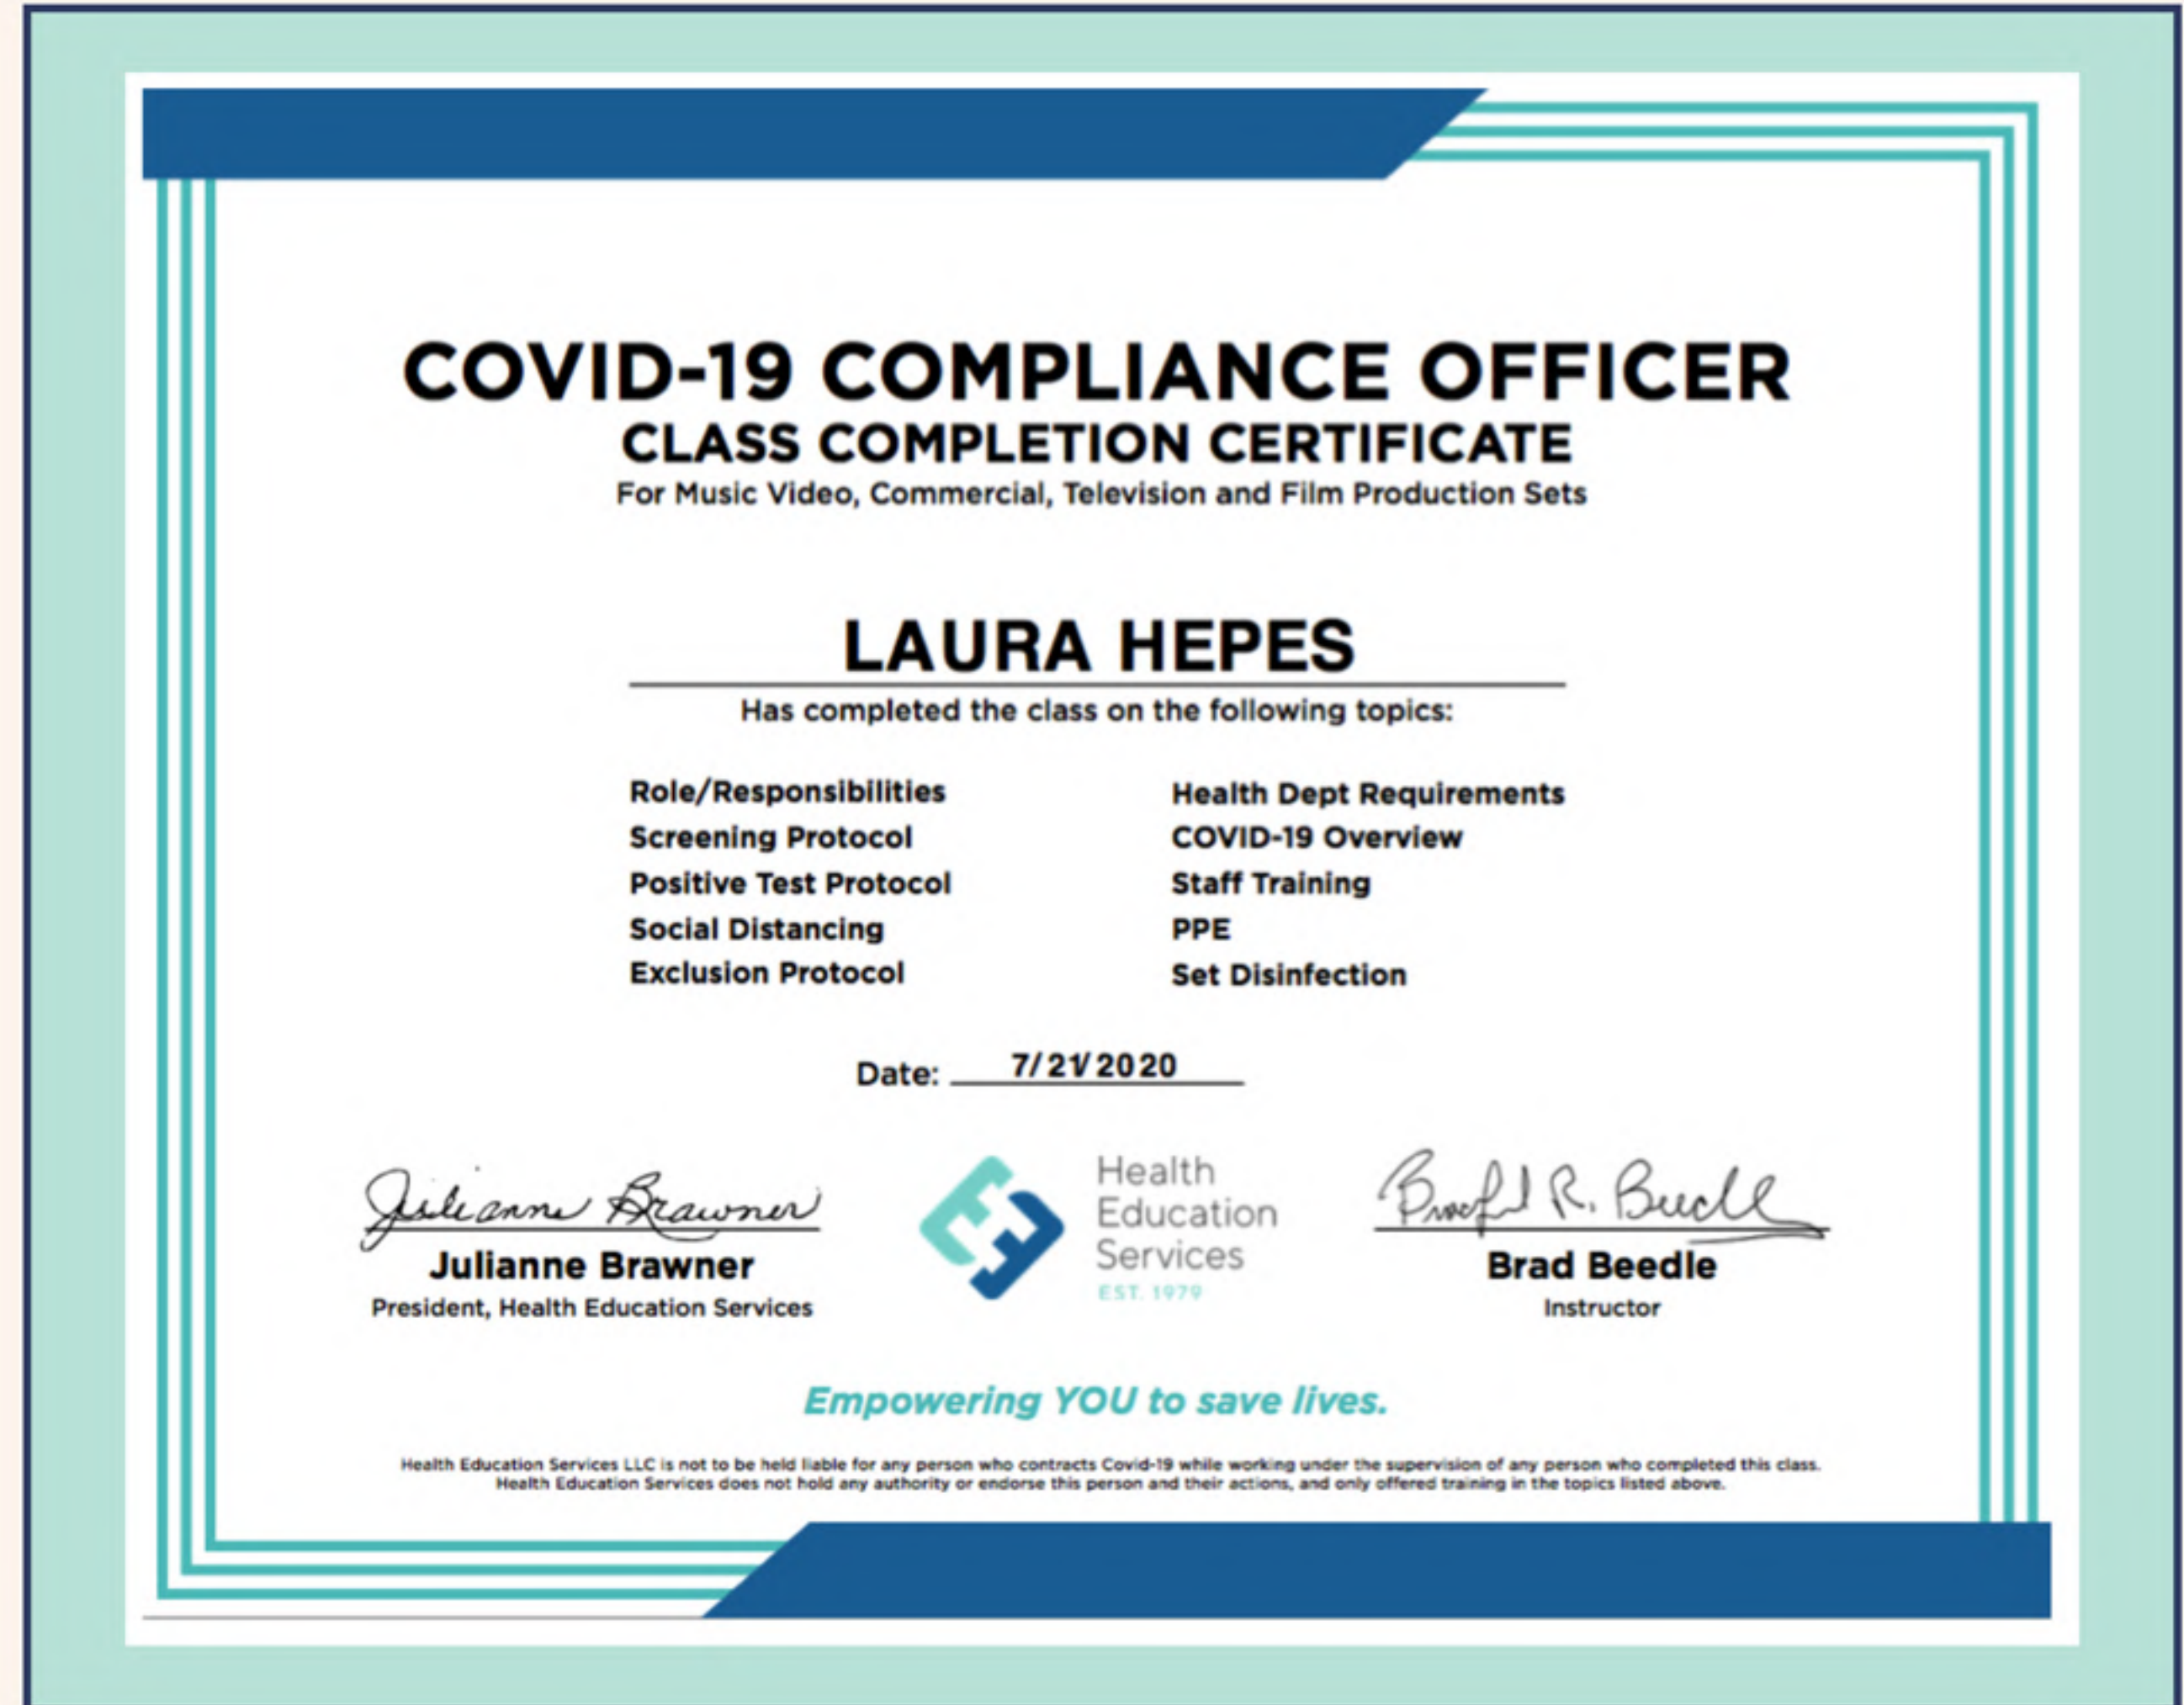 COVID-19 COMPLIANCE OFFICER
CLASS COMPLETION CERTIFICATE
For Music Video, Commercial, Television and Film Production Sets
LAURA HEPES
Has completed the class on the following topics:
Role/Responsibilities
Screening Protocol
Positive Test Protocol
Social Distancing
Exclusion Protocol
Health Dept Requirements
COVID-19 Overview
Staff Training
PPE
Set Disinfection
Date: 7/21/2020
Julianne Brawner
Julianne Brawner
President, Health Education Services
Health
Education
Services
EST. 1979
Brad Beedle
Instructor
Empowering YOU to save lives.
Health Education Services LLC is not to be held liable for any person who contracts Covid-19 while working under the supervision of any person who completed this class.
Health Education Services does not hold any authority or endorse this person and their actions, and only offered training in the topics listed above.